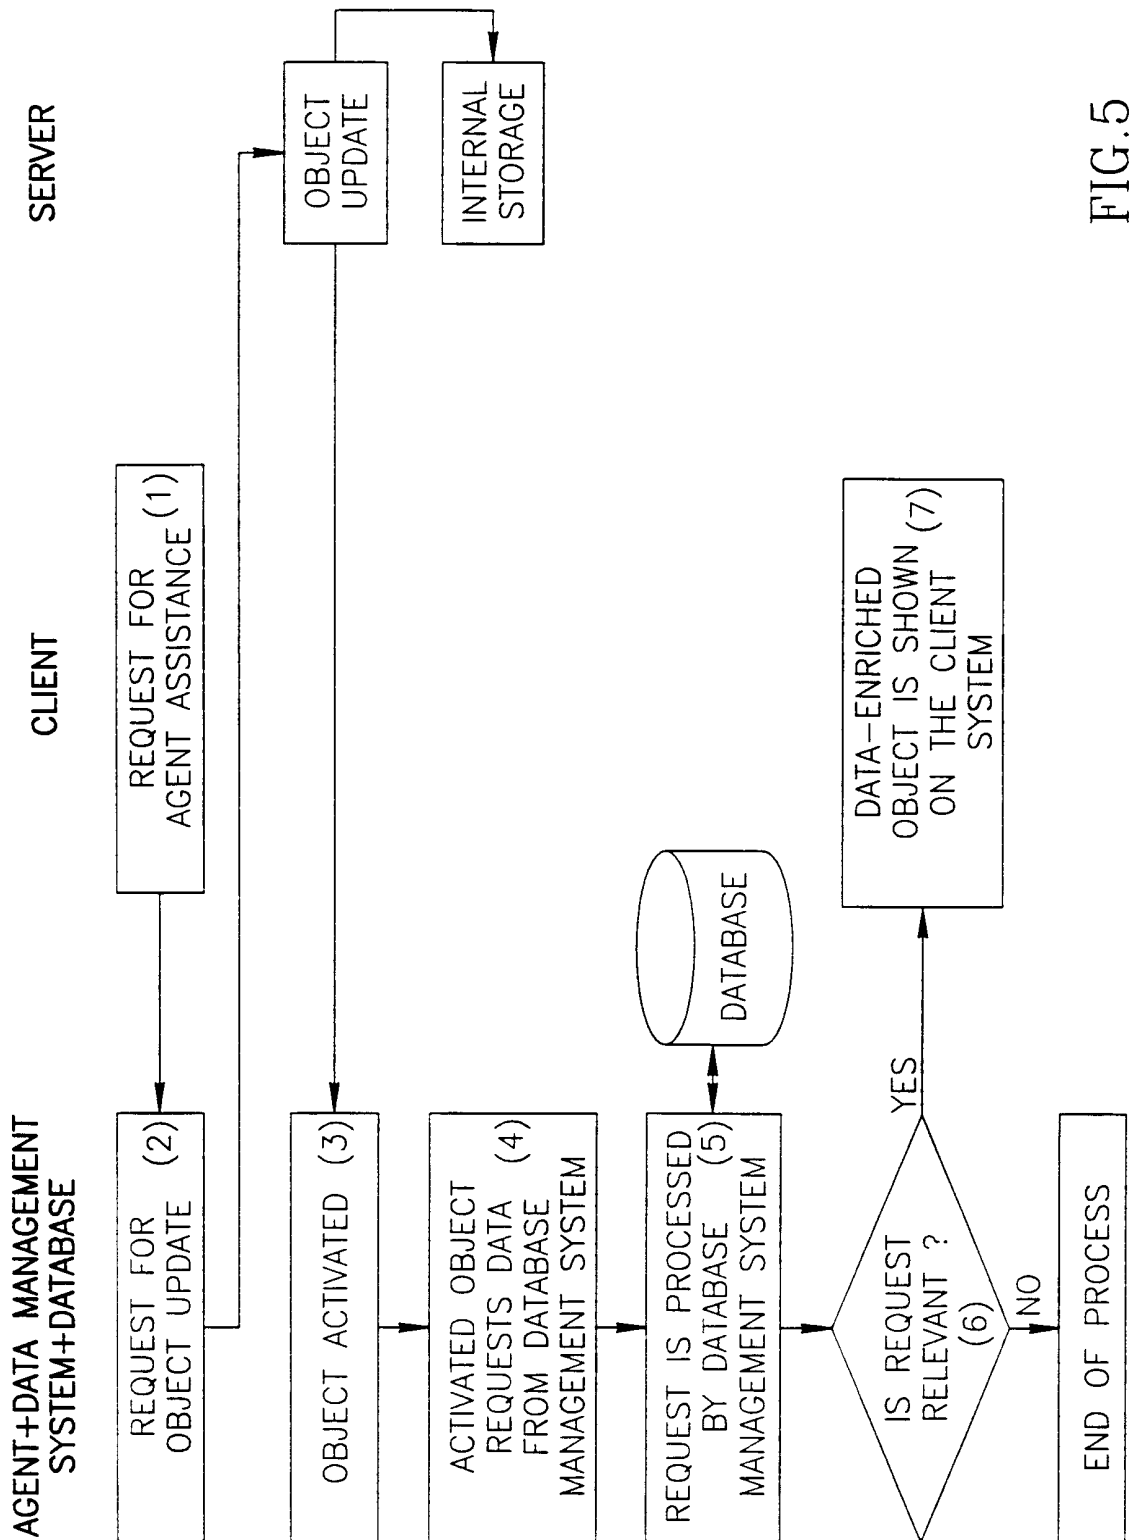 AGENT+DATA MANAGEMENT
SYSTEM+DATABASE
CLIENT
SERVER
REQUEST FOR
AGENT ASSISTANCE (1)
REQUEST FOR
OBJECT UPDATE (2)
OBJECT
UPDATE
INTERNAL
STORAGE
OBJECT ACTIVATED (3)
ACTIVATED OBJECT
REQUESTS DATA (4)
FROM DATABASE
MANAGEMENT SYSTEM
REQUEST IS PROCESSED
BY DATABASE (5)
MANAGEMENT SYSTEM
DATABASE
IS REQUEST
RELEVANT ?
(6)
YES
NO
DATA-ENRICHED
OBJECT IS SHOWN (7)
ON THE CLIENT
SYSTEM
END OF PROCESS
FIG.5